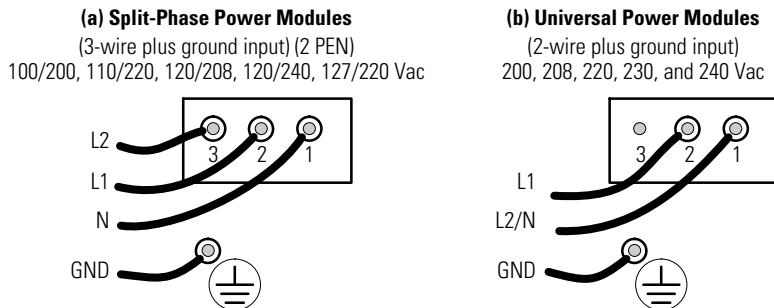 (a) Split-Phase Power Modules
(3-wire plus ground input) (2 PEN)
100/200, 110/220, 120/208, 120/240, 127/220 Vac
L2
3 2 1
L1
N
GND
(b) Universal Power Modules
(2-wire plus ground input)
200, 208, 220, 230, and 240 Vac
3 2 1
L1
L2/N
GND